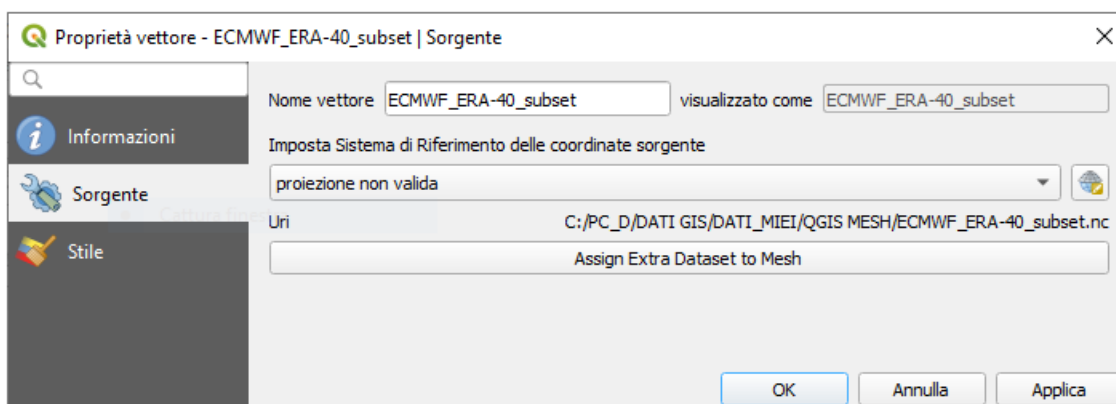 Proprietà vettore - ECMWF_ERA-40_subset | Sorgente
Nome vettore ECMWF_ERA-40_subset visualizzato come ECMWF_ERA-40_subset
Informazioni
Imposta Sistema di Riferimento delle coordinate sorgente
Sorgente
proiezione non valida
Cattura fines
Uri C:/PC_D/DATI GIS/DATI_MIEI/QGIS MESH/ECMWF_ERA-40_subset.nc
Stile
Assign Extra Dataset to Mesh
OK Annulla Applica